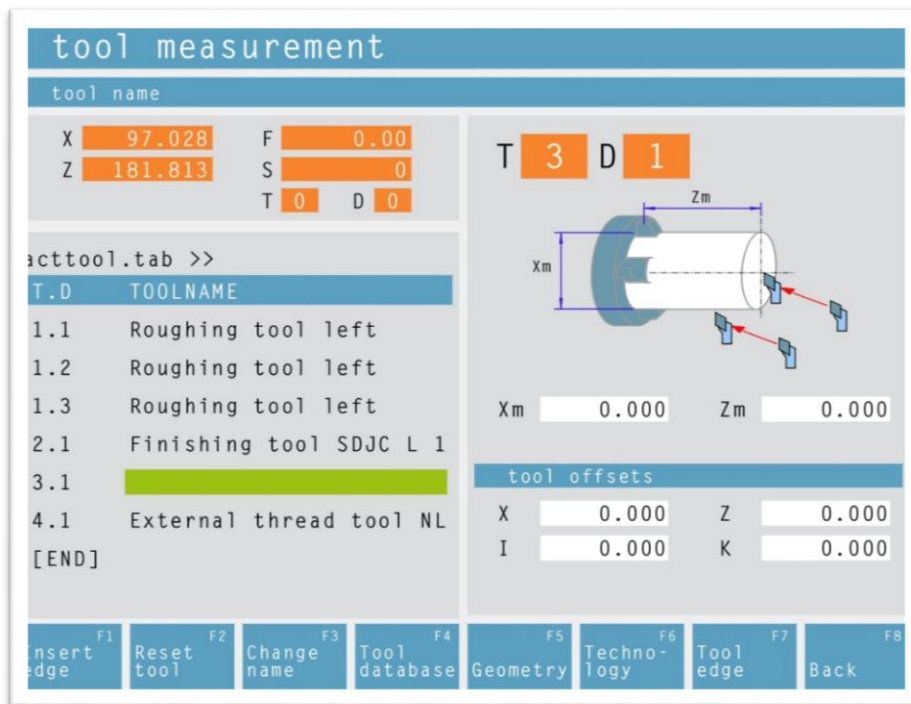 tool measurement
tool name
X 97.028 F 0.00
Z 181.813 S 0
T 0 D 0
T 3 D 1
Zm
Xm
acttool.tab >>
T.D TOOLNAME
1.1 Roughing tool left
1.2 Roughing tool left
1.3 Roughing tool left
2.1 Finishing tool SDJC L 1
3.1
4.1 External thread tool NL
[END]
Xm 0.000 Zm 0.000
tool offsets
X 0.000 Z 0.000
I 0.000 K 0.000
F1 Insert edge
F2 Reset tool
F3 Change name
F4 Tool database
F5 Geometry
F6 Techno-
logy
F7 Tool edge
F8 Back